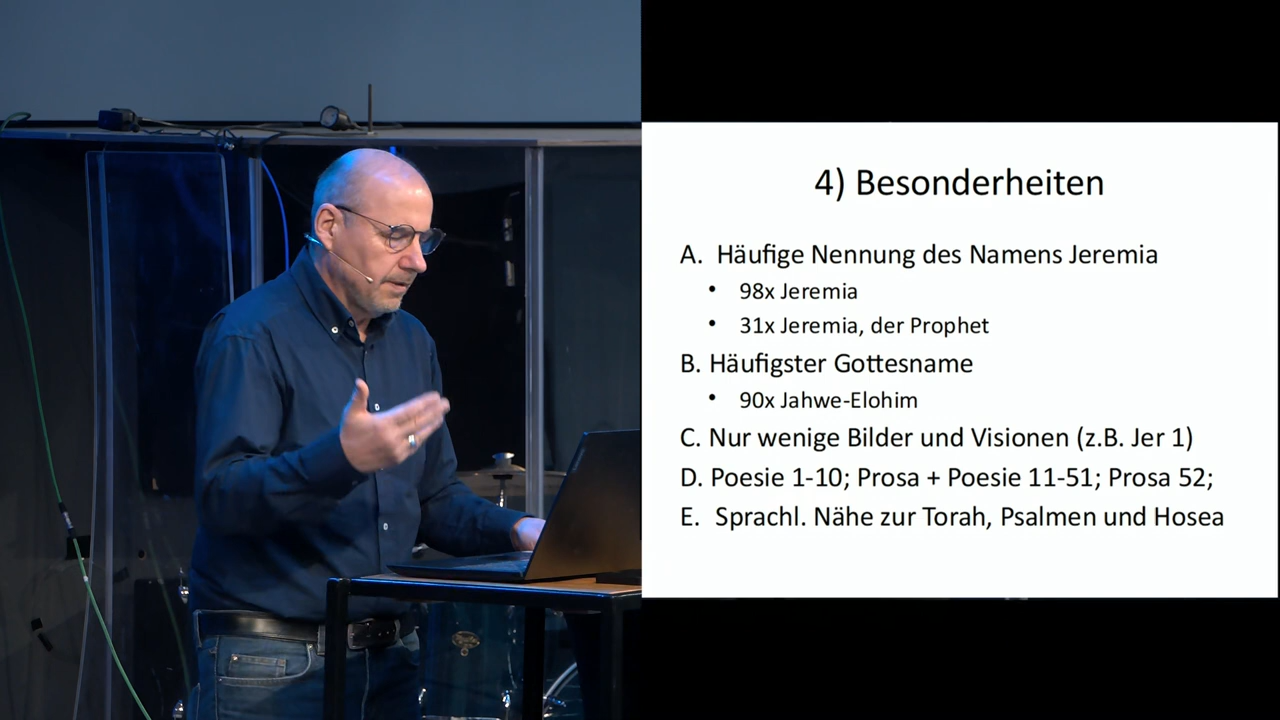 4) Besonderheiten
A. Häufige Nennung des Namens Jeremia
• 98x Jeremia
• 31x Jeremia, der Prophet
B. Häufigster Gottesname
• 90x Jahwe-Elohim
C. Nur wenige Bilder und Visionen (z.B. Jer 1)
D. Poesie 1-10; Prosa + Poesie 11-51; Prosa 52;
E. Sprachl. Nähe zur Torah, Psalmen und Hosea